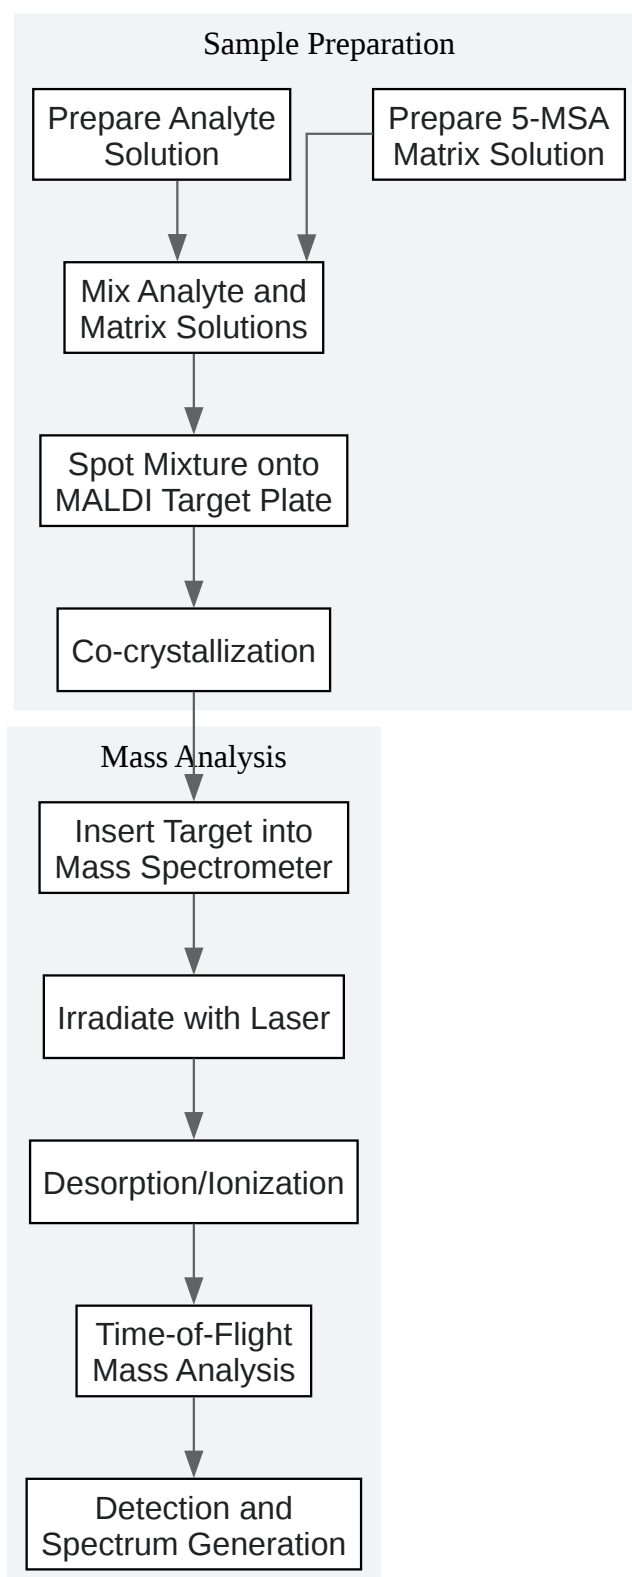 Sample Preparation
Prepare Analyte
Solution
Prepare 5-MSA
Matrix Solution
Mix Analyte and
Matrix Solutions
Spot Mixture onto
MALDI Target Plate
Co-crystallization
Mass Analysis
Insert Target into
Mass Spectrometer
Irradiate with Laser
Desorption/Ionization
Time-of-Flight
Mass Analysis
Detection and
Spectrum Generation